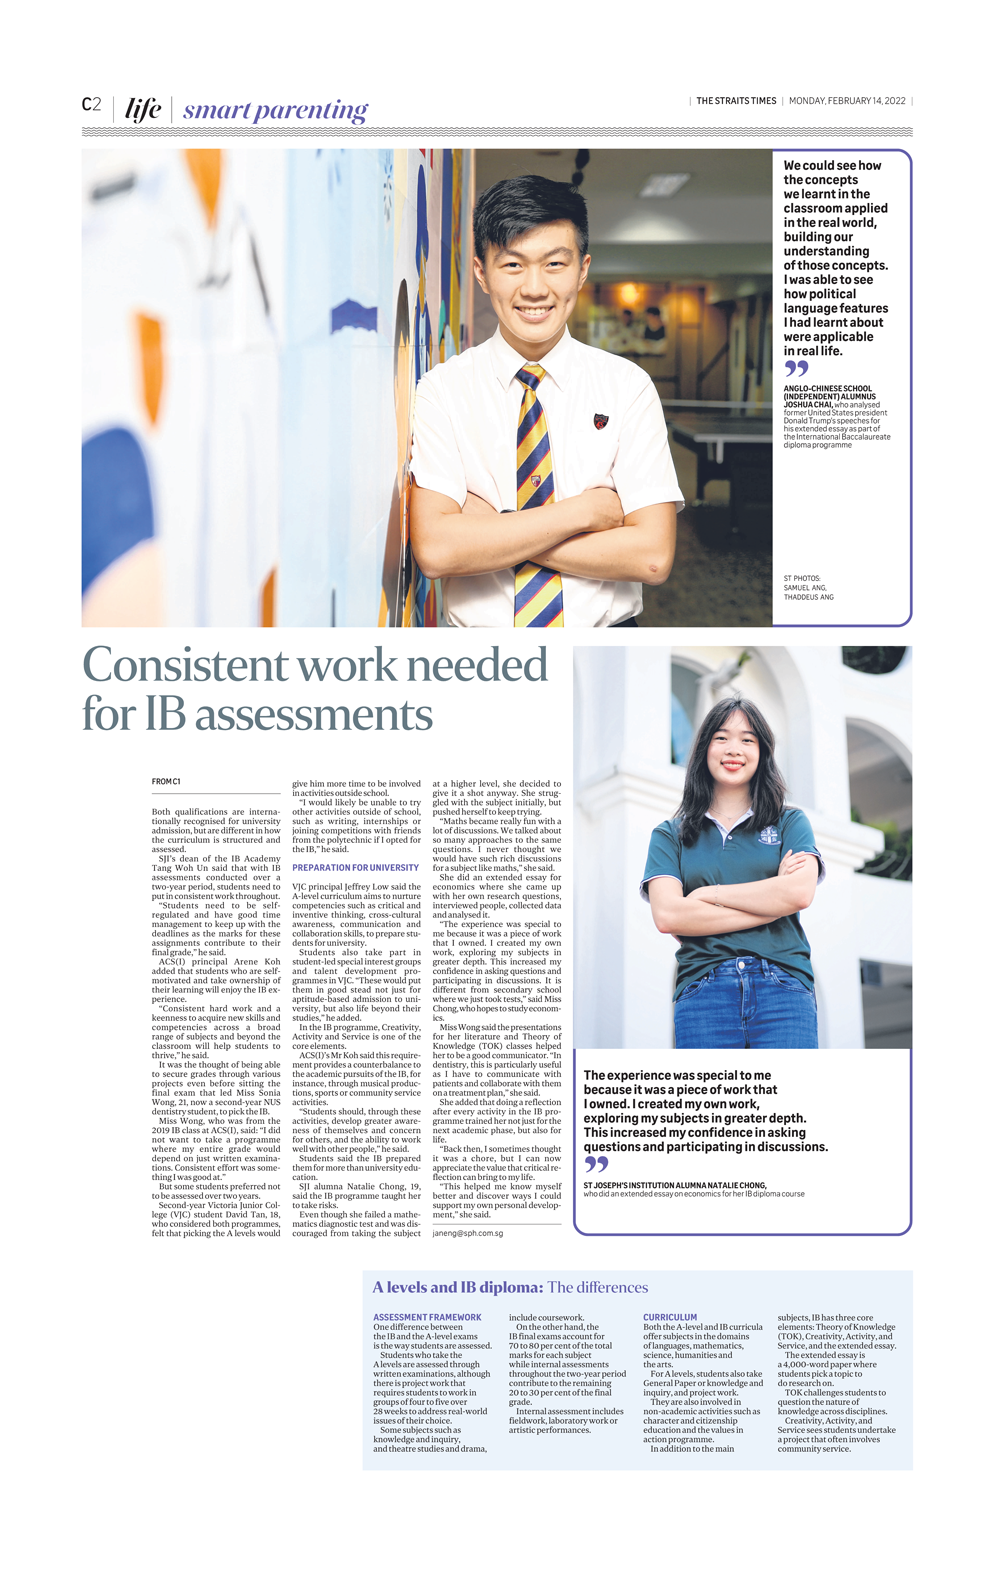 C2
life
smart parenting
| THE STRAITS TIMES | MONDAY, FEBRUARY 14, 2022 |
We could see how
the concepts
we learnt in the
classroom applied
in the real world,
building our
understanding
of those concepts.
I was able to see
how political
language features
I had learnt about
were applicable
in real life.
”
ANGLO-CHINESE SCHOOL
(INDEPENDENT) ALUMNUS
JOSHUA CHAI, who analysed
former United States president
Donald Trump's speeches for
his extended essay as part of
the International Baccalaureate
diploma programme
ST PHOTOS:
SAMUEL ANG,
THADDEUS ANG
Consistent work needed
for IB assessments
FROM C1
Both qualifications are interna-
tionally recognised for university
admission, but are different in how
the curriculum is structured and
assessed.
SJI's dean of the IB Academy
Tang Woh Un said that with IB
assessments conducted over a
two-year period, students need to
put in consistent work throughout.
“Students need to be self-
regulated and have good time
management to keep up with the
deadlines as the marks for these
assignments contribute to their
final grade,” he said.
ACS(I) principal Arene Koh
added that students who are self-
motivated and take ownership of
their learning will enjoy the IB ex-
perience.
“Consistent hard work and a
keenness to acquire new skills and
competencies across a broad
range of subjects and beyond the
classroom will help students to
thrive,” he said.
It was the thought of being able
to secure grades through various
projects even before sitting the
final exam that led Miss Sonia
Wong, 21, now a second-year NUS
dentistry student, to pick the IB.
Miss Wong, who was from the
2019 IB class at ACS(I), said: “I did
not want to take a programme
where my entire grade would
depend on just written examina-
tions. Consistent effort was some-
thing I was good at.”
But some students preferred not
to be assessed over two years.
Second-year Victoria Junior Col-
lege (VJC) student David Tan, 18,
who considered both programmes,
felt that picking the A levels would
give him more time to be involved
in activities outside school.
“I would likely be unable to try
other activities outside of school,
such as writing, internships or
joining competitions with friends
from the polytechnic if I opted for
the IB,” he said.
PREPARATION FOR UNIVERSITY
VJC principal Jeffrey Low said the
A-level curriculum aims to nurture
competencies such as critical and
inventive thinking, cross-cultural
awareness, communication and
collaboration skills, to prepare stu-
dents for university.
Students also take part in
student-led special interest groups
and talent development pro-
grammes in VJC. “These would put
them in good stead not just for
aptitude-based admission to uni-
versity, but also life beyond their
studies,” he added.
In the IB programme, Creativity,
Activity and Service is one of the
core elements.
ACS(I)'s Mr Koh said this require-
ment provides a counterbalance to
the academic pursuits of the IB, for
instance, through musical produc-
tions, sports or community service
activities.
“Students should, through these
activities, develop greater aware-
ness of themselves and concern
for others, and the ability to work
well with other people,” he said.
Students said the IB prepared
them for more than university edu-
cation.
SJI alumna Natalie Chong, 19,
said the IB programme taught her
to take risks.
Even though she failed a mathe-
matics diagnostic test and was dis-
couraged from taking the subject
at a higher level, she decided to
give it a shot anyway. She strug-
gled with the subject initially, but
pushed herself to keep trying.
“Maths became really fun with a
lot of discussions. We talked about
so many approaches to the same
questions. I never thought we
would have such rich discussions
for a subject like maths,” she said.
She did an extended essay for
economics where she came up
with her own research questions,
interviewed people, collected data
and analysed it.
“The experience was special to
me because it was a piece of work
that I owned. I created my own
work, exploring my subjects in
greater depth. This increased my
confidence in asking questions and
participating in discussions. It is
different from secondary school
where we just took tests,” said Miss
Chong, who hopes to study econom-
ics.
Miss Wong said the presentations
for her literature and Theory of
Knowledge (TOK) classes helped
her to be a good communicator. “In
dentistry, this is particularly useful
as I have to communicate with
patients and collaborate with them
on a treatment plan,” she said.
She added that doing a reflection
after every activity in the IB pro-
gramme trained her not just for the
next academic phase, but also for
life.
“Back then, I sometimes thought
it was a chore, but I can now
appreciate the value that critical re-
flection can bring to my life.
“This helped me know myself
better and discover ways I could
support my own personal develop-
ment,” she said.
janeng@sph.com.sg
The experience was special to me
because it was a piece of work that
I owned. I created my own work,
exploring my subjects in greater depth.
This increased my confidence in asking
questions and participating in discussions.
”
ST JOSEPH'S INSTITUTION ALUMNA NATALIE CHONG,
who did an extended essay on economics for her IB diploma course
A levels and IB diploma: The differences
ASSESSMENT FRAMEWORK
One difference between
the IB and the A-level exams
is the way students are assessed.
Students who take the
A levels are assessed through
written examinations, although
there is project work that
requires students to work in
groups of four to five over
28 weeks to address real-world
issues of their choice.
Some subjects such as
knowledge and inquiry,
and theatre studies and drama,
include coursework.
On the other hand, the
IB final exams account for
70 to 80 per cent of the total
marks for each subject
while internal assessments
throughout the two-year period
contribute to the remaining
20 to 30 per cent of the final
grade.
Internal assessment includes
fieldwork, laboratory work or
artistic performances.
CURRICULUM
Both the A-level and IB curricula
offer subjects in the domains
of languages, mathematics,
science, humanities and
the arts.
For A levels, students also take
General Paper or knowledge and
inquiry, and project work.
They are also involved in
non-academic activities such as
character and citizenship
education and the values in
action programme.
In addition to the main
subjects, IB has three core
elements: Theory of Knowledge
(TOK), Creativity, Activity, and
Service, and the extended essay.
The extended essay is
a 4,000-word paper where
students pick a topic to
do research on.
TOK challenges students to
question the nature of
knowledge across disciplines.
Creativity, Activity, and
Service sees students undertake
a project that often involves
community service.